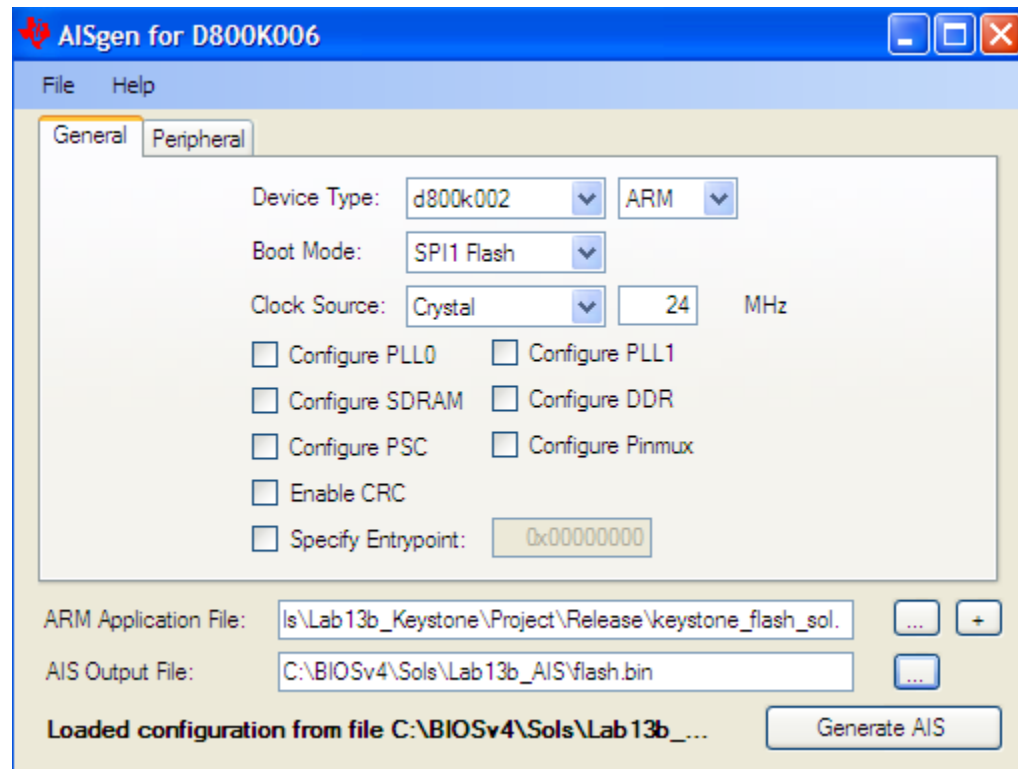 AISgen for D800K006
File Help
General Peripheral
Device Type: d800k002 ARM
Boot Mode: SPI1 Flash
Clock Source: Crystal 24 MHz
Configure PLL0 Configure PLL1
Configure SDRAM Configure DDR
Configure PSC Configure Pinmux
Enable CRC
Specify Entrypoint: 0x00000000
ARM Application File: ls\Lab13b_Keystone\Project\Release\keystone_flash_sol. ... +
AIS Output File: C:\BIOSv4\Sols\Lab13b_AIS\flash.bin ...
Loaded configuration from file C:\BIOSv4\Sols\Lab13b_... Generate AIS